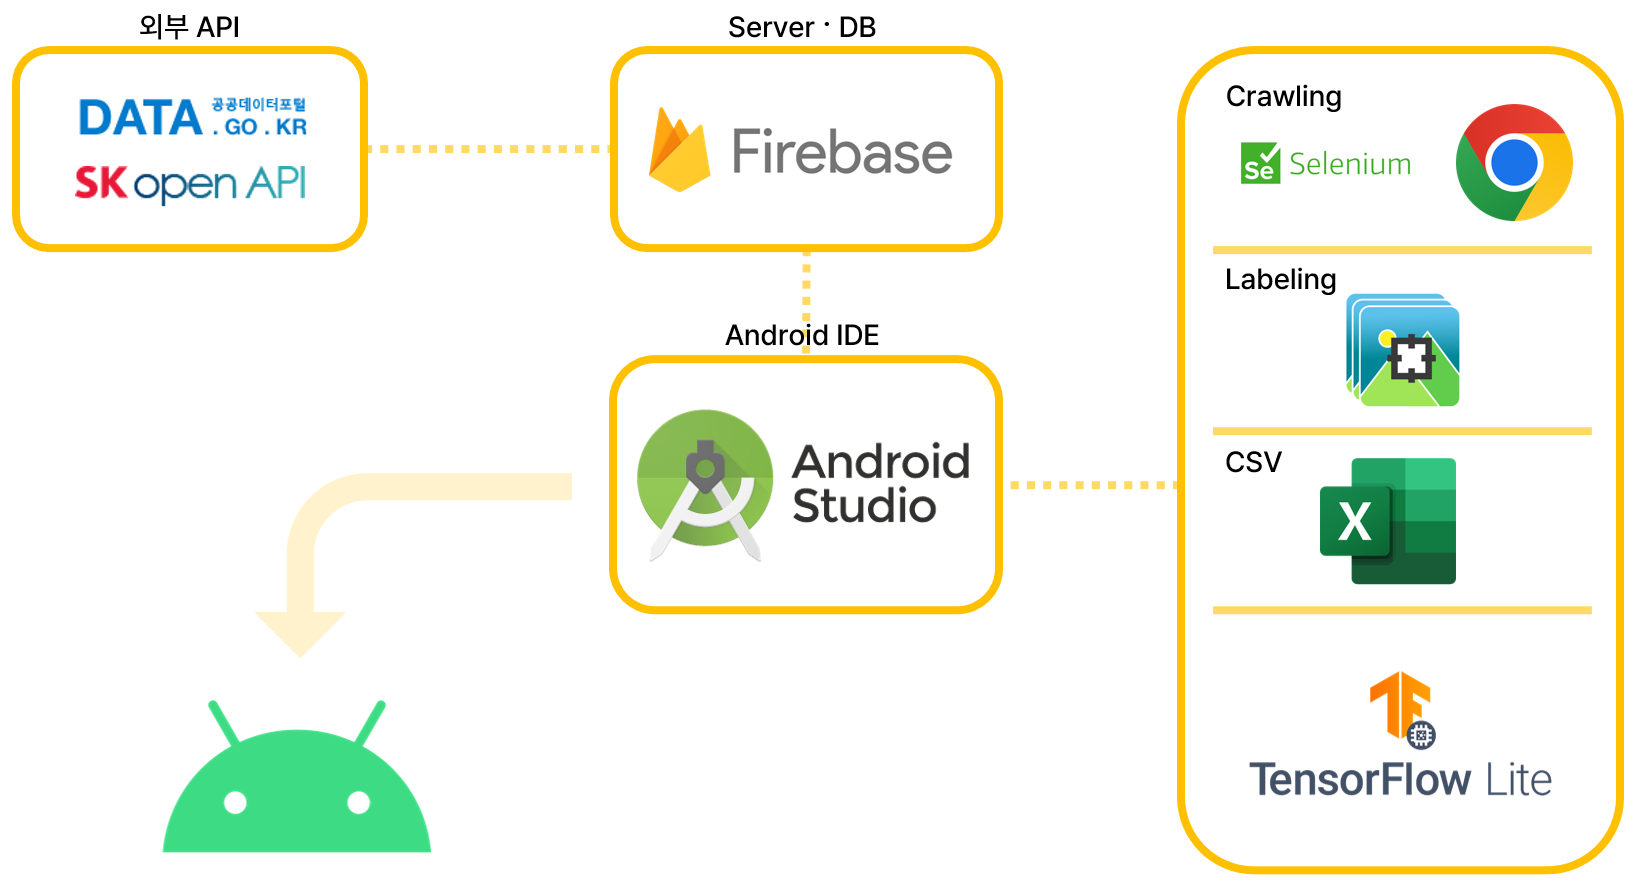 외부 API
DATA 공공데이터포털
.GO.KR
SK open API
Server · DB
Firebase
Android IDE
Android
Studio
Crawling
Se Selenium
Labeling
CSV
X
TensorFlow Lite